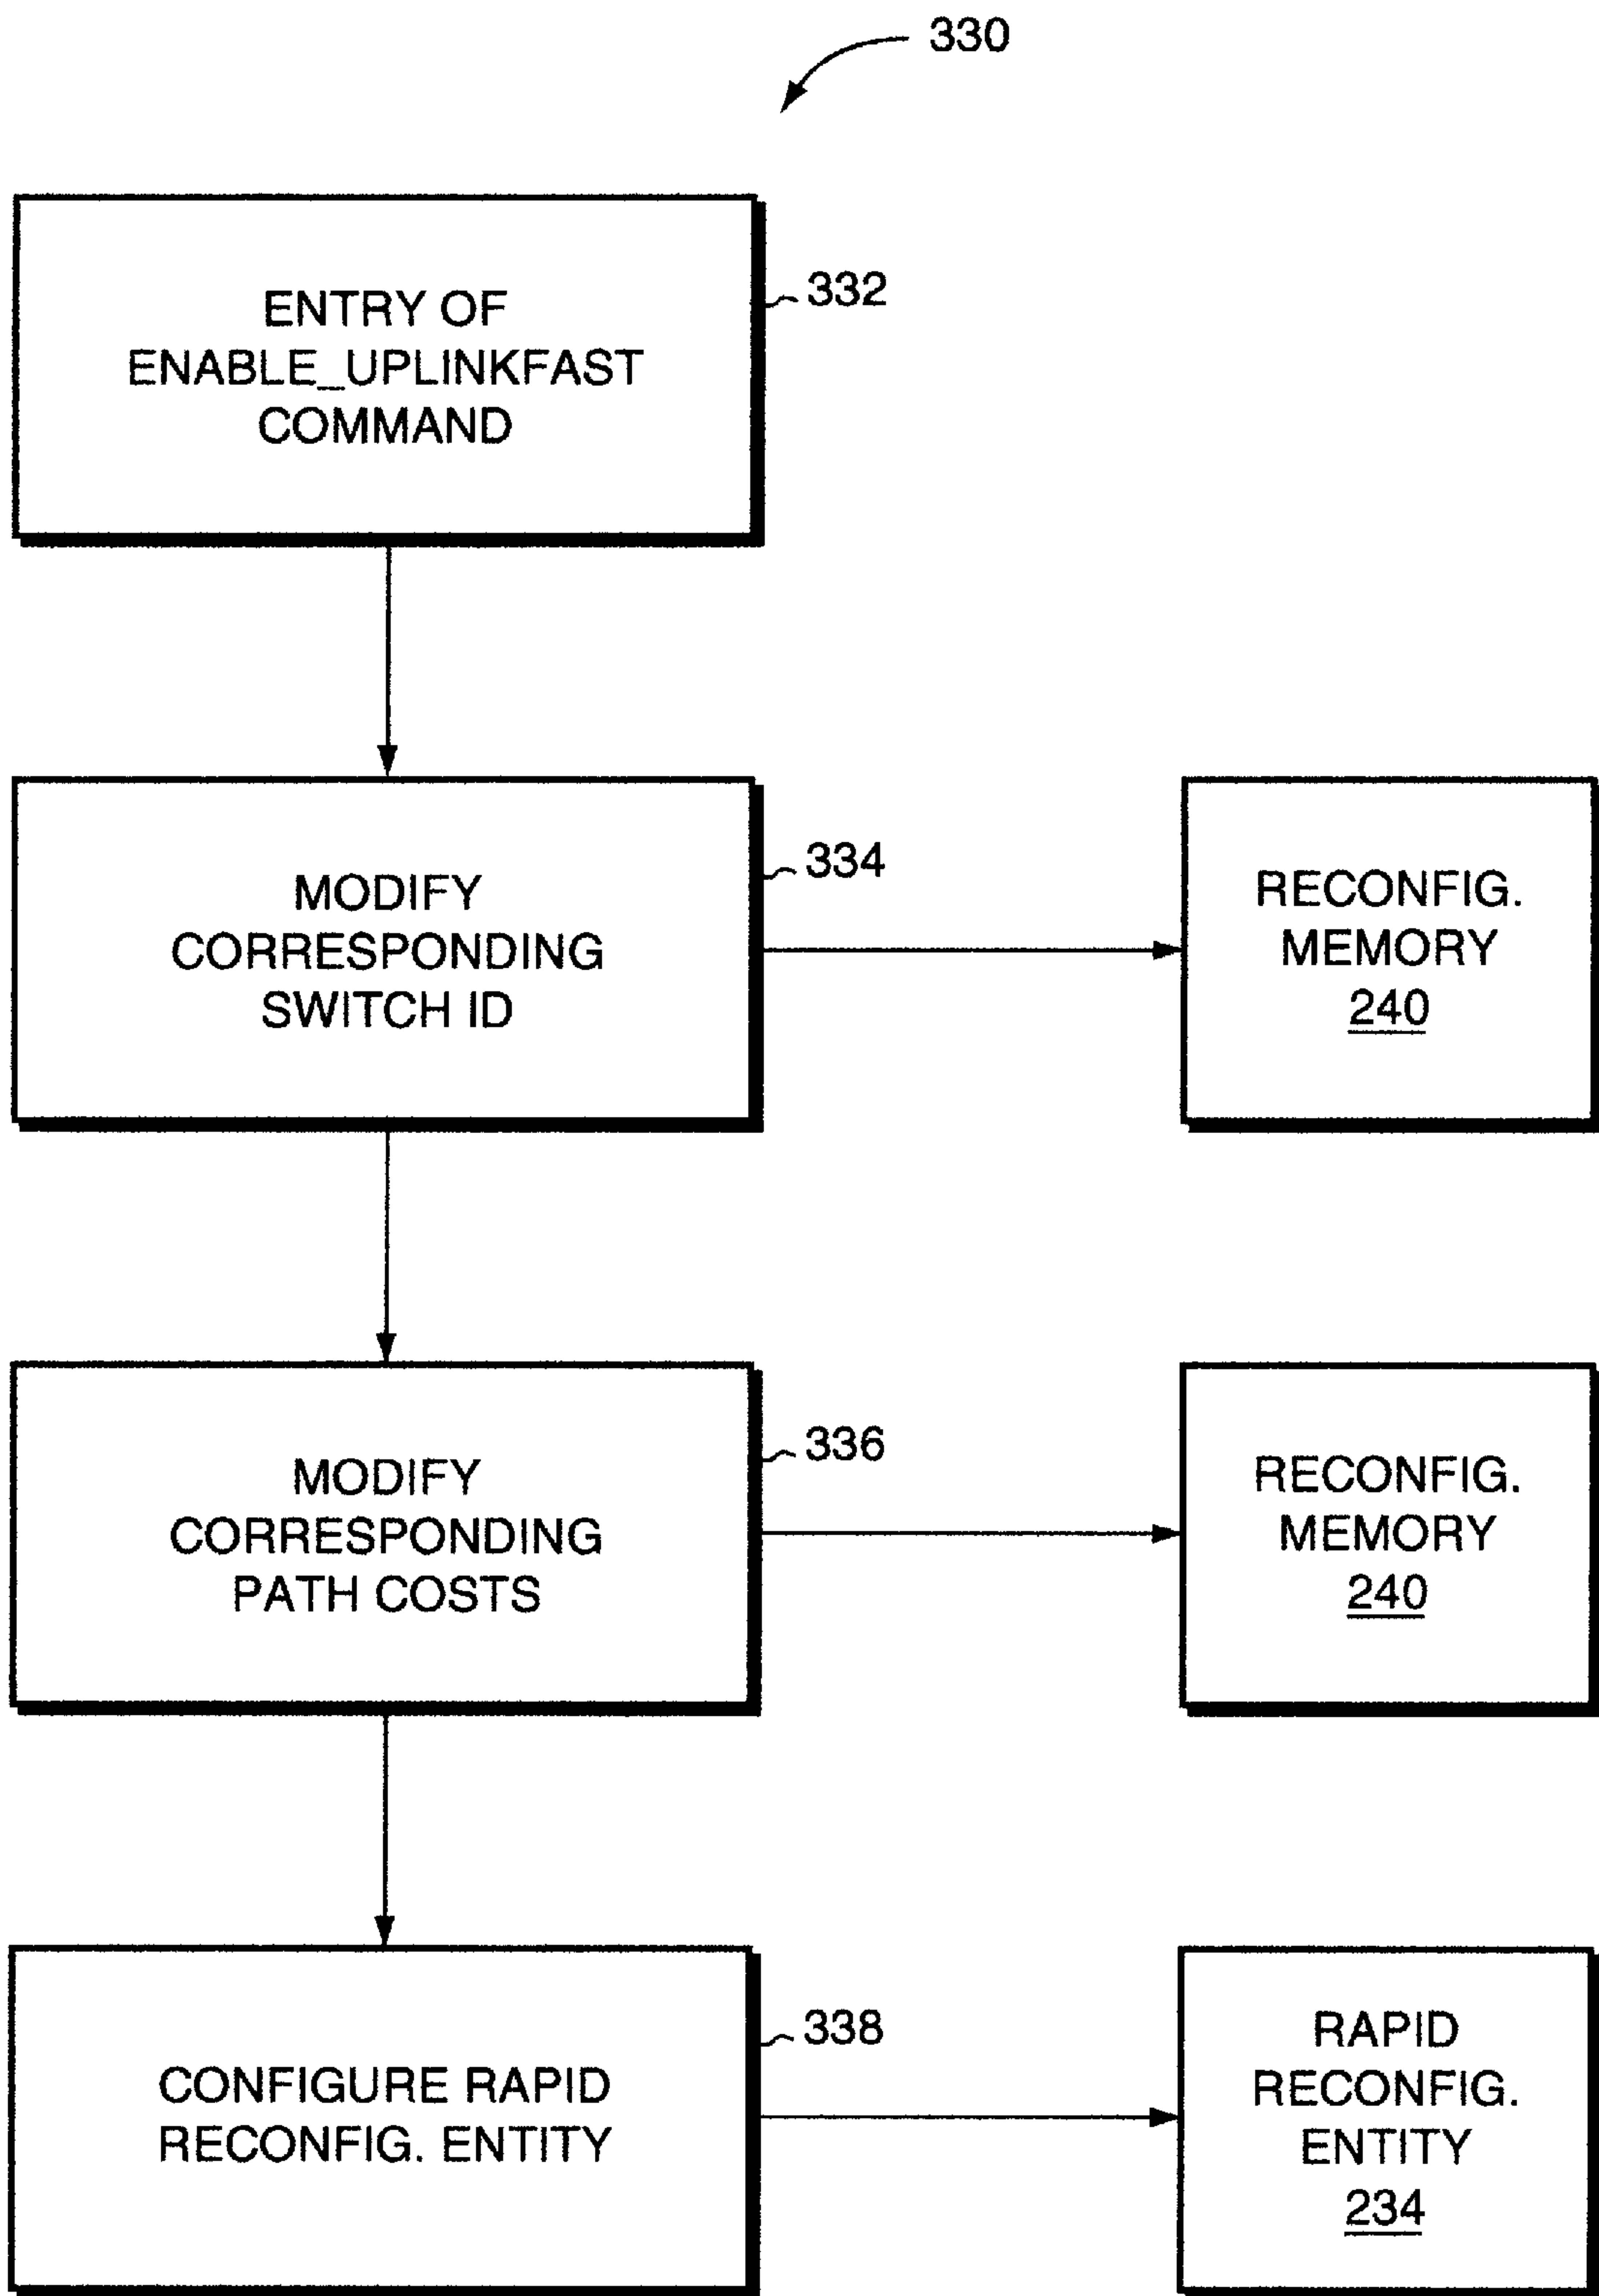 330
ENTRY OF
ENABLE_UPLINKFAST
COMMAND
332
MODIFY
CORRESPONDING
SWITCH ID
334
RECONFIG.
MEMORY
240
MODIFY
CORRESPONDING
PATH COSTS
336
RECONFIG.
MEMORY
240
CONFIGURE RAPID
RECONFIG. ENTITY
338
RAPID
RECONFIG.
ENTITY
234